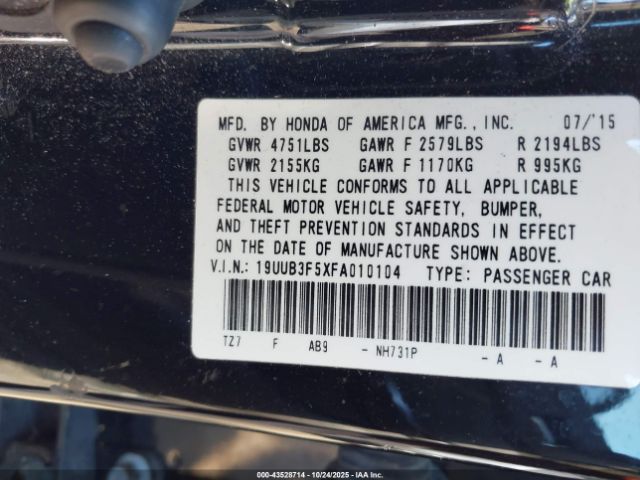 MFD. BY HONDA OF AMERICA MFG., INC. 07/'15
GVWR 4751LBS GAWR F 2579LBS R 2194LBS
GVWR 2155KG GAWR F 1170KG R 995KG
THIS VEHICLE CONFORMS TO ALL APPLICABLE
FEDERAL MOTOR VEHICLE SAFETY, BUMPER,
AND THEFT PREVENTION STANDARDS IN EFFECT
ON THE DATE OF MANUFACTURE SHOWN ABOVE.
V.I.N.: 19UUB3F5XFA010104 TYPE: PASSENGER CAR
TZ7 F AB9 - NH731P - A - A
000-43528714 - 10/24/2025 - IAAI.com